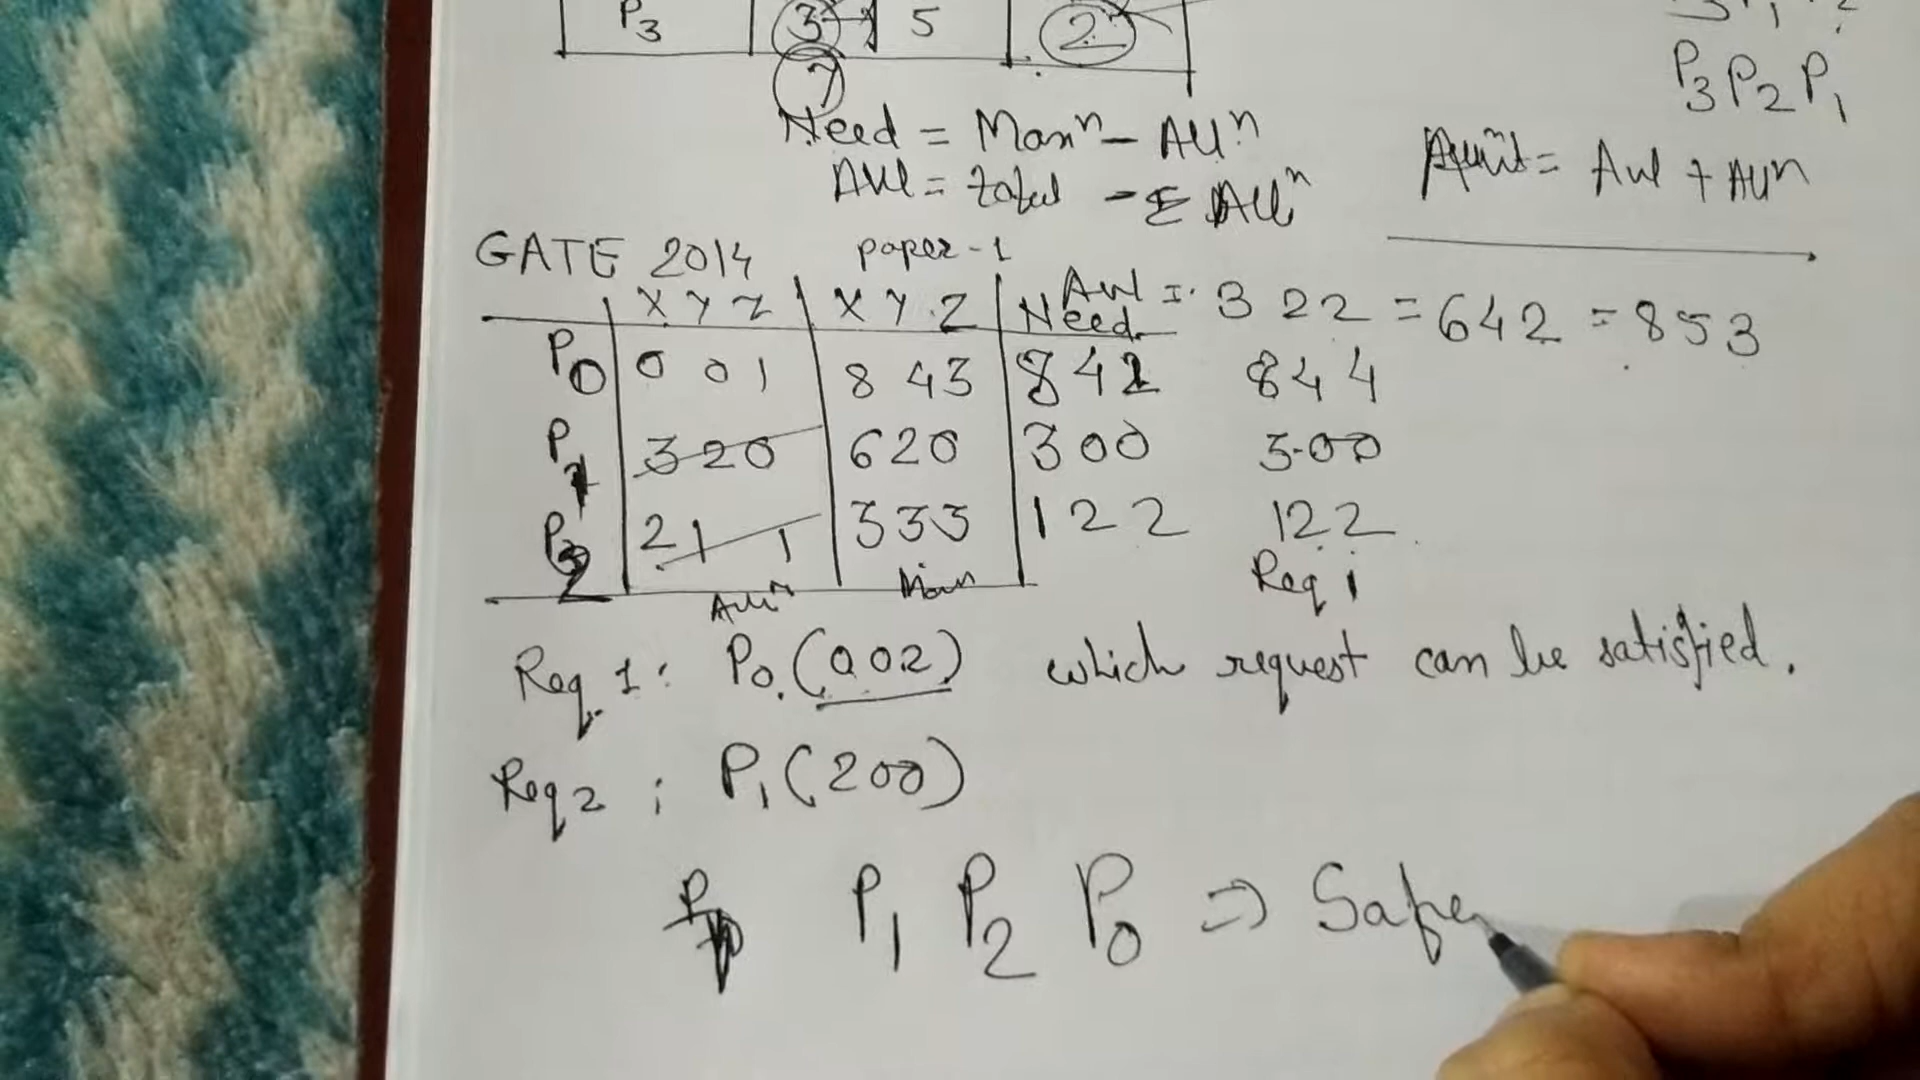 P3 3 5 2
7
P3 P2 P1
Need = Maxn - Alln
Avl = total - Σ Alln
= Avl + Alln
GATE 2014 paper-1
Avl = 3 2 2 = 6 4 2 = 8 5 3
X Y Z X Y Z Need
P0 0 0 1 8 4 3 8 4 2 8 4 4
P1 3 2 0 6 2 0 3 0 0 3 0 0
P2 2 1 1 3 3 3 1 2 2 1 2 2
Alln Max Req 1
Req 1: P0 (0 0 2) which request can be satisfied.
Req 2 : P1 (2 0 0)
P1 P2 P0 => Safe